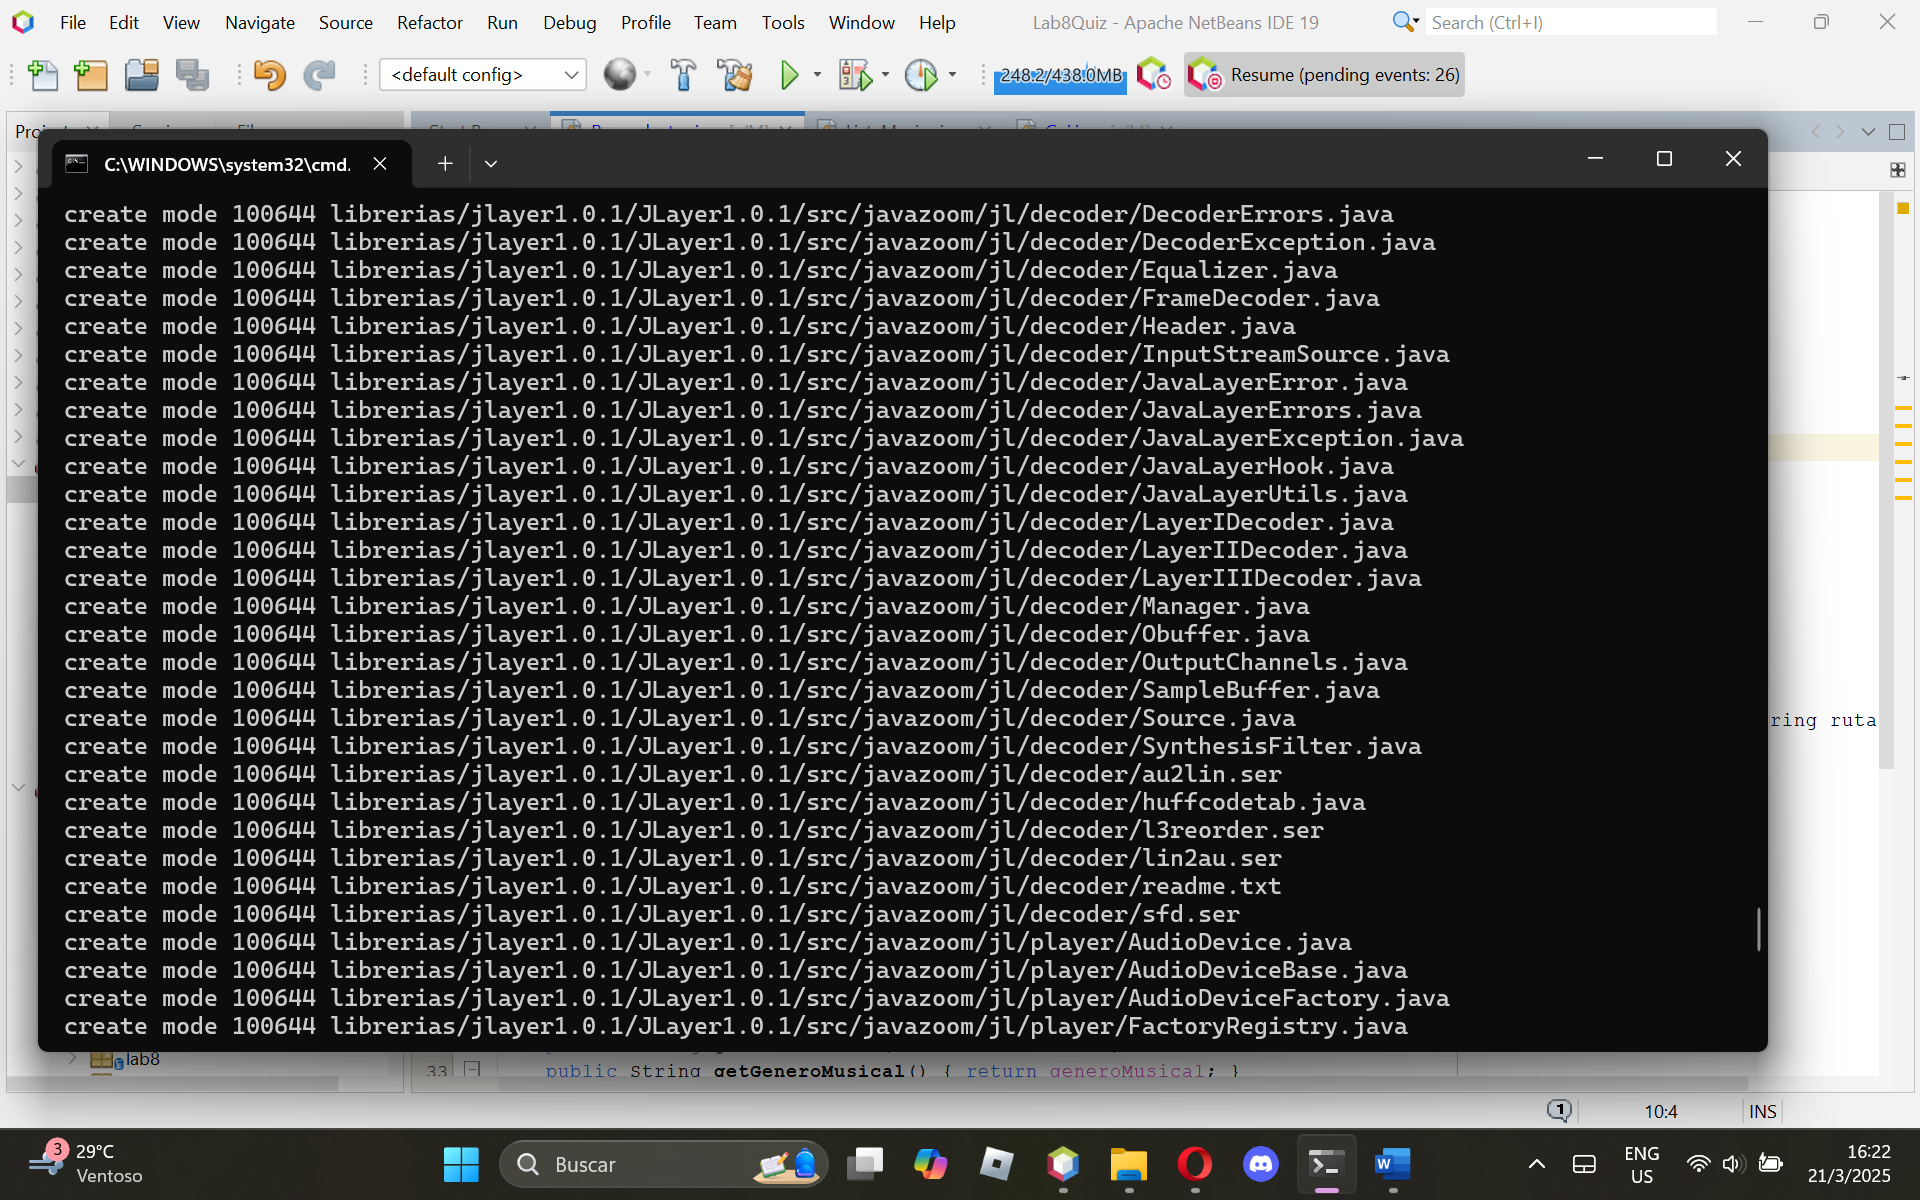 File Edit View Navigate Source Refactor Run Debug Profile Team Tools Window Help
Lab8Quiz - Apache NetBeans IDE 19
Search (Ctrl+I)
<default config>
248.2/438.0MB
Resume (pending events: 26)
C:\WINDOWS\system32\cmd.
create mode 100644 librerias/jlayer1.0.1/JLayer1.0.1/src/javazoom/jl/decoder/DecoderErrors.java
create mode 100644 librerias/jlayer1.0.1/JLayer1.0.1/src/javazoom/jl/decoder/DecoderException.java
create mode 100644 librerias/jlayer1.0.1/JLayer1.0.1/src/javazoom/jl/decoder/Equalizer.java
create mode 100644 librerias/jlayer1.0.1/JLayer1.0.1/src/javazoom/jl/decoder/FrameDecoder.java
create mode 100644 librerias/jlayer1.0.1/JLayer1.0.1/src/javazoom/jl/decoder/Header.java
create mode 100644 librerias/jlayer1.0.1/JLayer1.0.1/src/javazoom/jl/decoder/InputStreamSource.java
create mode 100644 librerias/jlayer1.0.1/JLayer1.0.1/src/javazoom/jl/decoder/JavaLayerError.java
create mode 100644 librerias/jlayer1.0.1/JLayer1.0.1/src/javazoom/jl/decoder/JavaLayerErrors.java
create mode 100644 librerias/jlayer1.0.1/JLayer1.0.1/src/javazoom/jl/decoder/JavaLayerException.java
create mode 100644 librerias/jlayer1.0.1/JLayer1.0.1/src/javazoom/jl/decoder/JavaLayerHook.java
create mode 100644 librerias/jlayer1.0.1/JLayer1.0.1/src/javazoom/jl/decoder/JavaLayerUtils.java
create mode 100644 librerias/jlayer1.0.1/JLayer1.0.1/src/javazoom/jl/decoder/LayerIDecoder.java
create mode 100644 librerias/jlayer1.0.1/JLayer1.0.1/src/javazoom/jl/decoder/LayerIIDecoder.java
create mode 100644 librerias/jlayer1.0.1/JLayer1.0.1/src/javazoom/jl/decoder/LayerIIIDecoder.java
create mode 100644 librerias/jlayer1.0.1/JLayer1.0.1/src/javazoom/jl/decoder/Manager.java
create mode 100644 librerias/jlayer1.0.1/JLayer1.0.1/src/javazoom/jl/decoder/Obuffer.java
create mode 100644 librerias/jlayer1.0.1/JLayer1.0.1/src/javazoom/jl/decoder/OutputChannels.java
create mode 100644 librerias/jlayer1.0.1/JLayer1.0.1/src/javazoom/jl/decoder/SampleBuffer.java
create mode 100644 librerias/jlayer1.0.1/JLayer1.0.1/src/javazoom/jl/decoder/Source.java
create mode 100644 librerias/jlayer1.0.1/JLayer1.0.1/src/javazoom/jl/decoder/SynthesisFilter.java
create mode 100644 librerias/jlayer1.0.1/JLayer1.0.1/src/javazoom/jl/decoder/au2lin.ser
create mode 100644 librerias/jlayer1.0.1/JLayer1.0.1/src/javazoom/jl/decoder/huffcodetab.java
create mode 100644 librerias/jlayer1.0.1/JLayer1.0.1/src/javazoom/jl/decoder/l3reorder.ser
create mode 100644 librerias/jlayer1.0.1/JLayer1.0.1/src/javazoom/jl/decoder/lin2au.ser
create mode 100644 librerias/jlayer1.0.1/JLayer1.0.1/src/javazoom/jl/decoder/readme.txt
create mode 100644 librerias/jlayer1.0.1/JLayer1.0.1/src/javazoom/jl/decoder/sfd.ser
create mode 100644 librerias/jlayer1.0.1/JLayer1.0.1/src/javazoom/jl/player/AudioDevice.java
create mode 100644 librerias/jlayer1.0.1/JLayer1.0.1/src/javazoom/jl/player/AudioDeviceBase.java
create mode 100644 librerias/jlayer1.0.1/JLayer1.0.1/src/javazoom/jl/player/AudioDeviceFactory.java
create mode 100644 librerias/jlayer1.0.1/JLayer1.0.1/src/javazoom/jl/player/FactoryRegistry.java
ring ruta
lab8
33 public String getGeneroMusical() { return generoMusical; }
1 10:4 INS
3 29°C
Ventoso
Buscar
ENG
US
16:22
21/3/2025